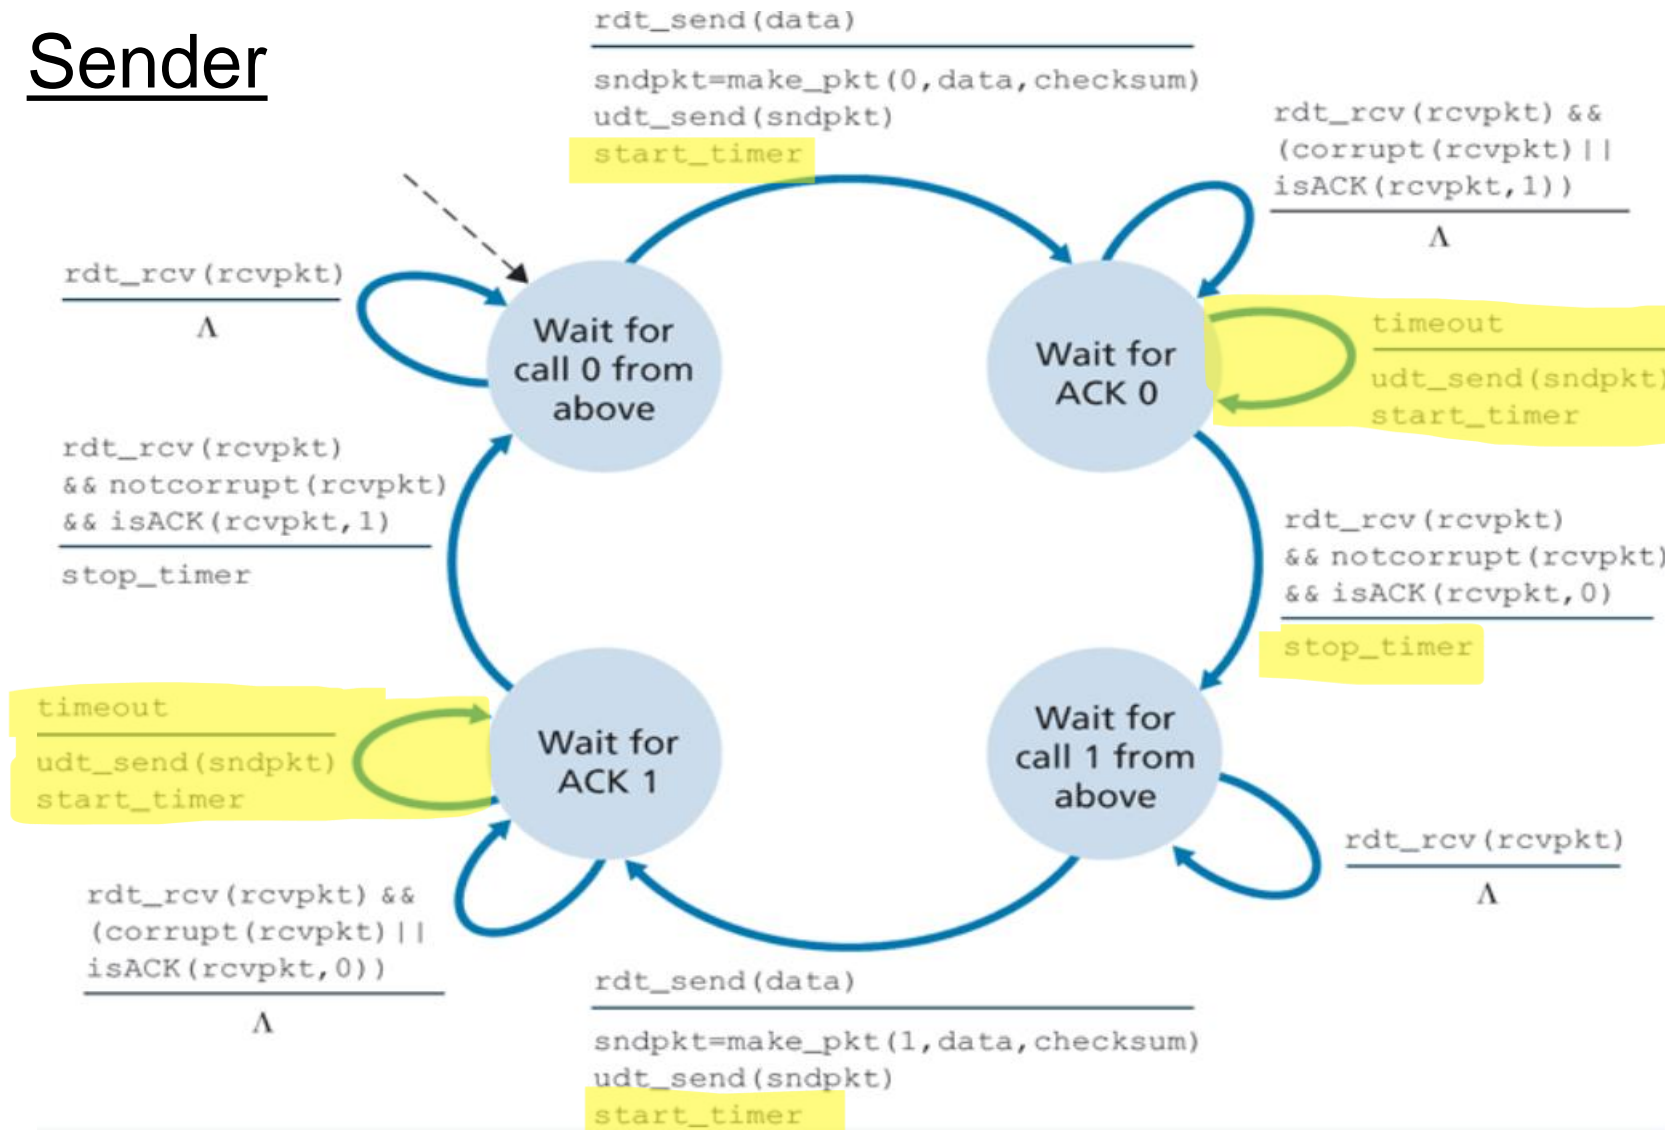 Sender
rdt_send(data)
sndpkt=make_pkt(0,data,checksum)
udt_send(sndpkt)
start_timer
rdt_rcv(rcvpkt) &&
(corrupt(rcvpkt)||
isACK(rcvpkt,1))
Λ
rdt_rcv(rcvpkt)
Λ
Wait for
call 0 from
above
Wait for
ACK 0
timeout
udt_send(sndpkt)
start_timer
rdt_rcv(rcvpkt)
&& notcorrupt(rcvpkt)
&& isACK(rcvpkt,1)
stop_timer
rdt_rcv(rcvpkt)
&& notcorrupt(rcvpkt)
&& isACK(rcvpkt,0)
stop_timer
timeout
udt_send(sndpkt)
start_timer
Wait for
ACK 1
Wait for
call 1 from
above
rdt_rcv(rcvpkt)
Λ
rdt_rcv(rcvpkt) &&
(corrupt(rcvpkt)||
isACK(rcvpkt,0))
Λ
rdt_send(data)
sndpkt=make_pkt(1,data,checksum)
udt_send(sndpkt)
start_timer